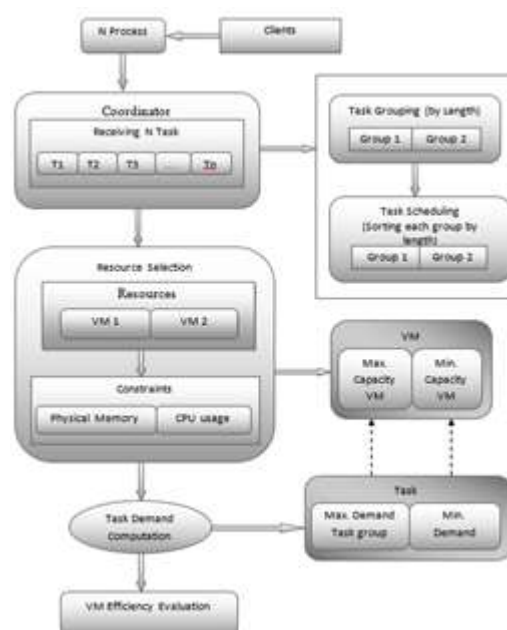 N Process
Clients
Coordinator
Receiving N Task
T1 T2 T3 ... Tn
Task Grouping (by Length)
Group 1 Group 2
Task Scheduling
(Sorting each group by
length)
Group 1 Group 2
Resource Selection
Resources
VM 1 VM 2
Constraints
Physical Memory CPU usage
VM
Max.
Capacity
VM
Min.
Capacity
VM
Task Demand
Computation
Task
Max. Demand
Task group
Min.
Demand
VM Efficiency Evaluation